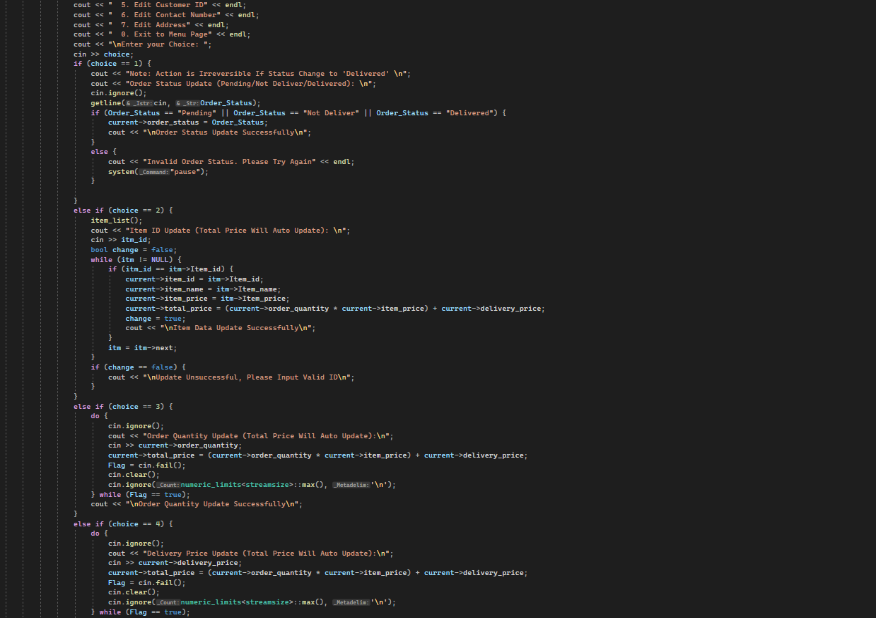 cout << "  5. Edit Customer ID" << endl;
cout << "  6. Edit Contact Number" << endl;
cout << "  7. Edit Address" << endl;
cout << "  0. Exit to Menu Page" << endl;
cout << "\nEnter your Choice: ";
cin >> choice;
if (choice == 1) {
cout << "Note: Action is Irreversible If Status Change to 'Delivered' \n";
cout << "Order Status Update (Pending/Not Deliver/Delivered): \n";
cin.ignore();
getline(& _Istr:cin, & _Str:Order_Status);
if (Order_Status == "Pending" || Order_Status == "Not Deliver" || Order_Status == "Delivered") {
current->order_status = Order_Status;
cout << "\nOrder Status Update Successfully\n";
}
else {
cout << "Invalid Order Status. Please Try Again" << endl;
system(_Command:"pause");
}
}
else if (choice == 2) {
item_list();
cout << "Item ID Update (Total Price Will Auto Update): \n";
cin >> itm_id;
bool change = false;
while (itm != NULL) {
if (itm_id == itm->Item_id) {
current->item_id = itm->Item_id;
current->item_name = itm->Item_name;
current->item_price = itm->Item_price;
current->total_price = (current->order_quantity * current->item_price) + current->delivery_price;
change = true;
cout << "\nItem Data Update Successfully\n";
}
itm = itm->next;
}
if (change == false) {
cout << "\nUpdate Unsuccessful, Please Input Valid ID\n";
}
}
else if (choice == 3) {
do {
cin.ignore();
cout << "Order Quantity Update (Total Price Will Auto Update):\n";
cin >> current->order_quantity;
current->total_price = (current->order_quantity * current->item_price) + current->delivery_price;
Flag = cin.fail();
cin.clear();
cin.ignore(_Count:numeric_limits<streamsize>::max(), _Metadelim:'\n');
} while (Flag == true);
cout << "\nOrder Quantity Update Successfully\n";
}
else if (choice == 4) {
do {
cin.ignore();
cout << "Delivery Price Update (Total Price Will Auto Update):\n";
cin >> current->delivery_price;
current->total_price = (current->order_quantity * current->item_price) + current->delivery_price;
Flag = cin.fail();
cin.clear();
cin.ignore(_Count:numeric_limits<streamsize>::max(), _Metadelim:'\n');
} while (Flag == true);